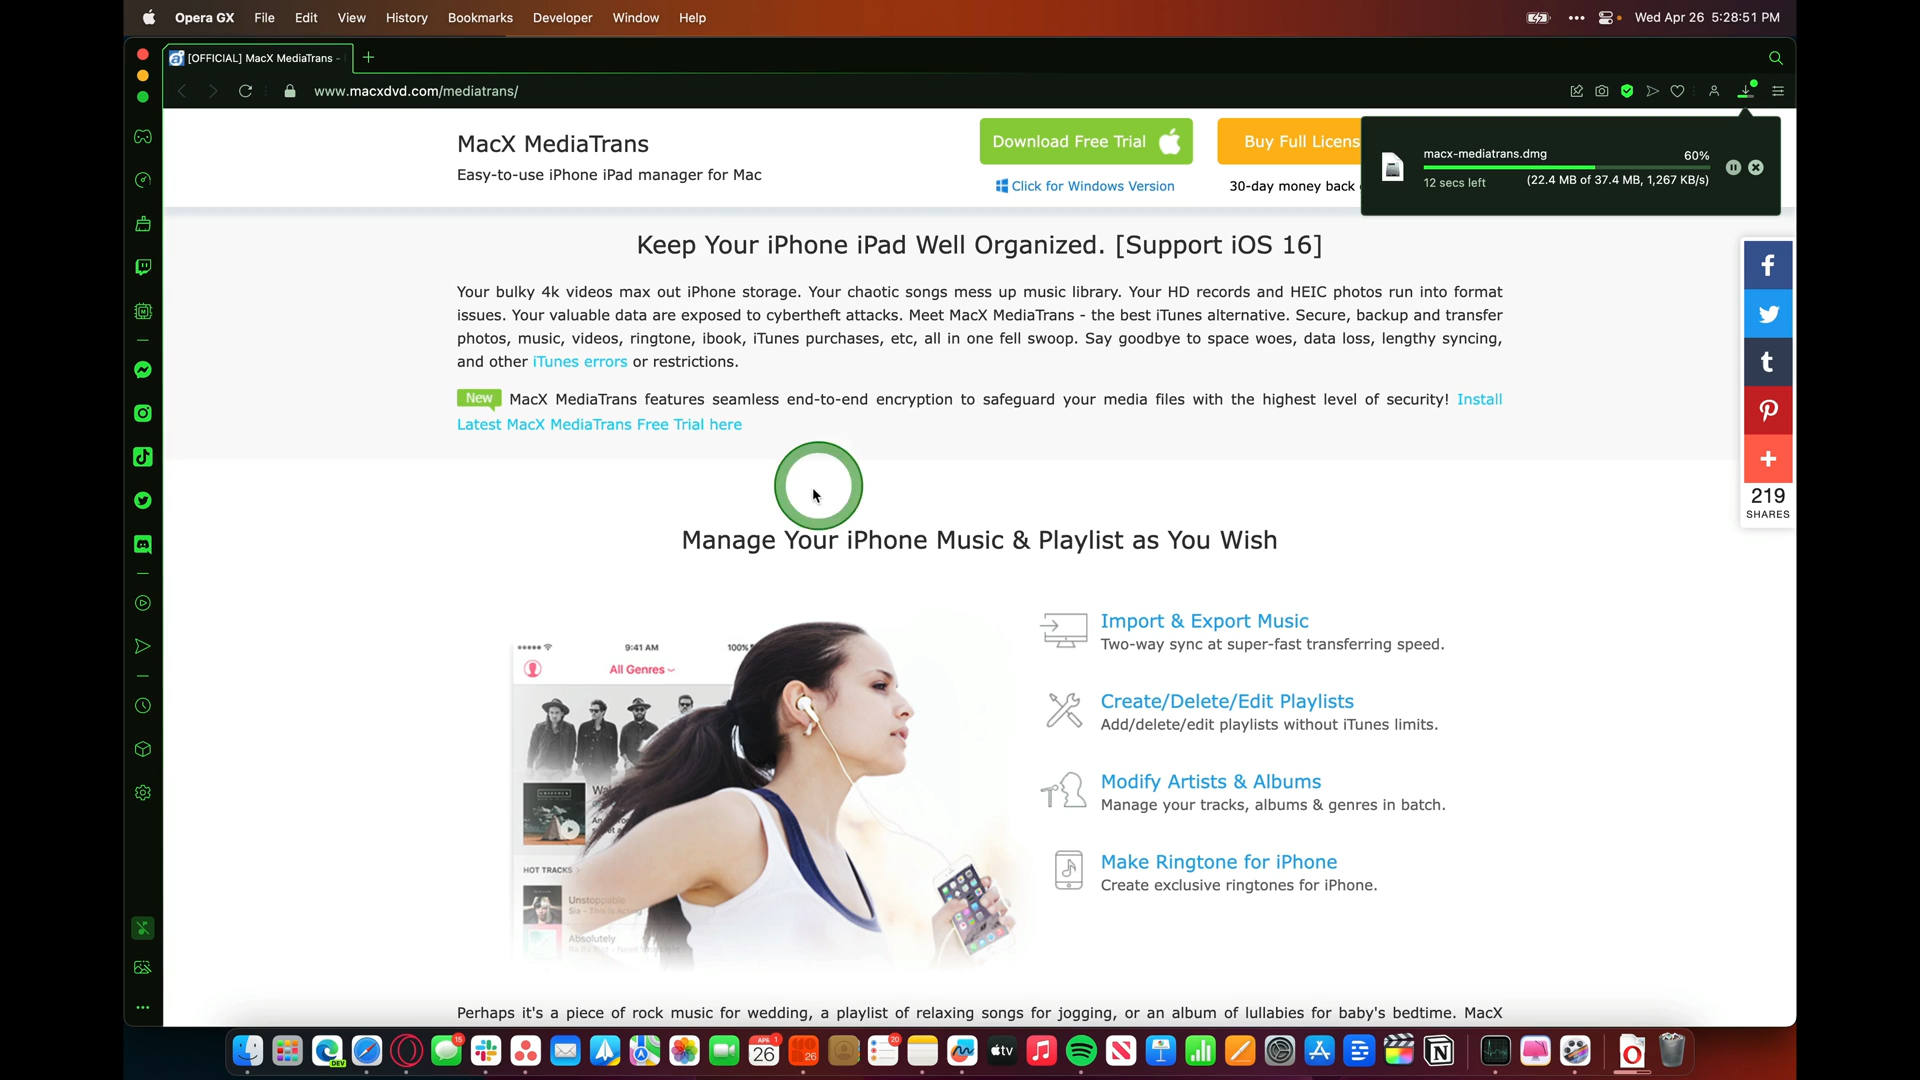 Opera GX File Edit View History Bookmarks Developer Window Help
Wed Apr 26 5:28:51 PM
[OFFICIAL] MacX MediaTrans -
www.macxdvd.com/mediatrans/
MacX MediaTrans
Easy-to-use iPhone iPad manager for Mac
Download Free Trial
Click for Windows Version
Buy Full Licens
30-day money back
macx-mediatrans.dmg 60%
12 secs left (22.4 MB of 37.4 MB, 1,267 KB/s)
Keep Your iPhone iPad Well Organized. [Support iOS 16]
Your bulky 4k videos max out iPhone storage. Your chaotic songs mess up music library. Your HD records and HEIC photos run into format
issues. Your valuable data are exposed to cybertheft attacks. Meet MacX MediaTrans - the best iTunes alternative. Secure, backup and transfer
photos, music, videos, ringtone, ibook, iTunes purchases, etc, all in one fell swoop. Say goodbye to space woes, data loss, lengthy syncing,
and other iTunes errors or restrictions.
New MacX MediaTrans features seamless end-to-end encryption to safeguard your media files with the highest level of security! Install
Latest MacX MediaTrans Free Trial here
219
SHARES
Manage Your iPhone Music & Playlist as You Wish
9:41 AM 100%
All Genres
HOT TRACKS
Unstoppable
Absolutely
Import & Export Music
Two-way sync at super-fast transferring speed.
Create/Delete/Edit Playlists
Add/delete/edit playlists without iTunes limits.
Modify Artists & Albums
Manage your tracks, albums & genres in batch.
Make Ringtone for iPhone
Create exclusive ringtones for iPhone.
Perhaps it's a piece of rock music for wedding, a playlist of relaxing songs for jogging, or an album of lullabies for baby's bedtime. MacX
DEV
15
APR
26
1
26
20
tv